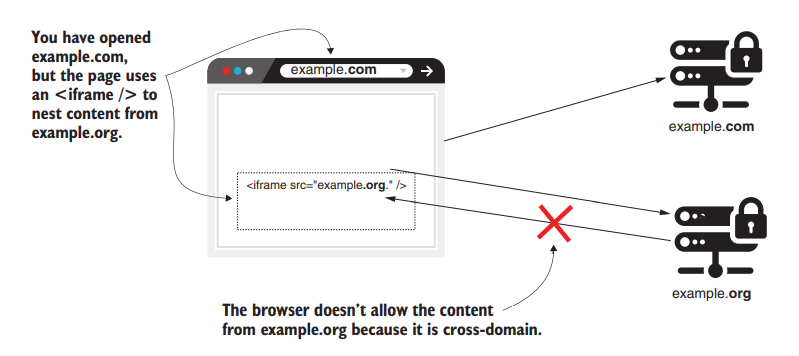 You have opened
example.com,
but the page uses
an <iframe /> to
nest content from
example.org.
example.com
<iframe src="example.org." />
example.com
example.org
The browser doesn't allow the content
from example.org because it is cross-domain.